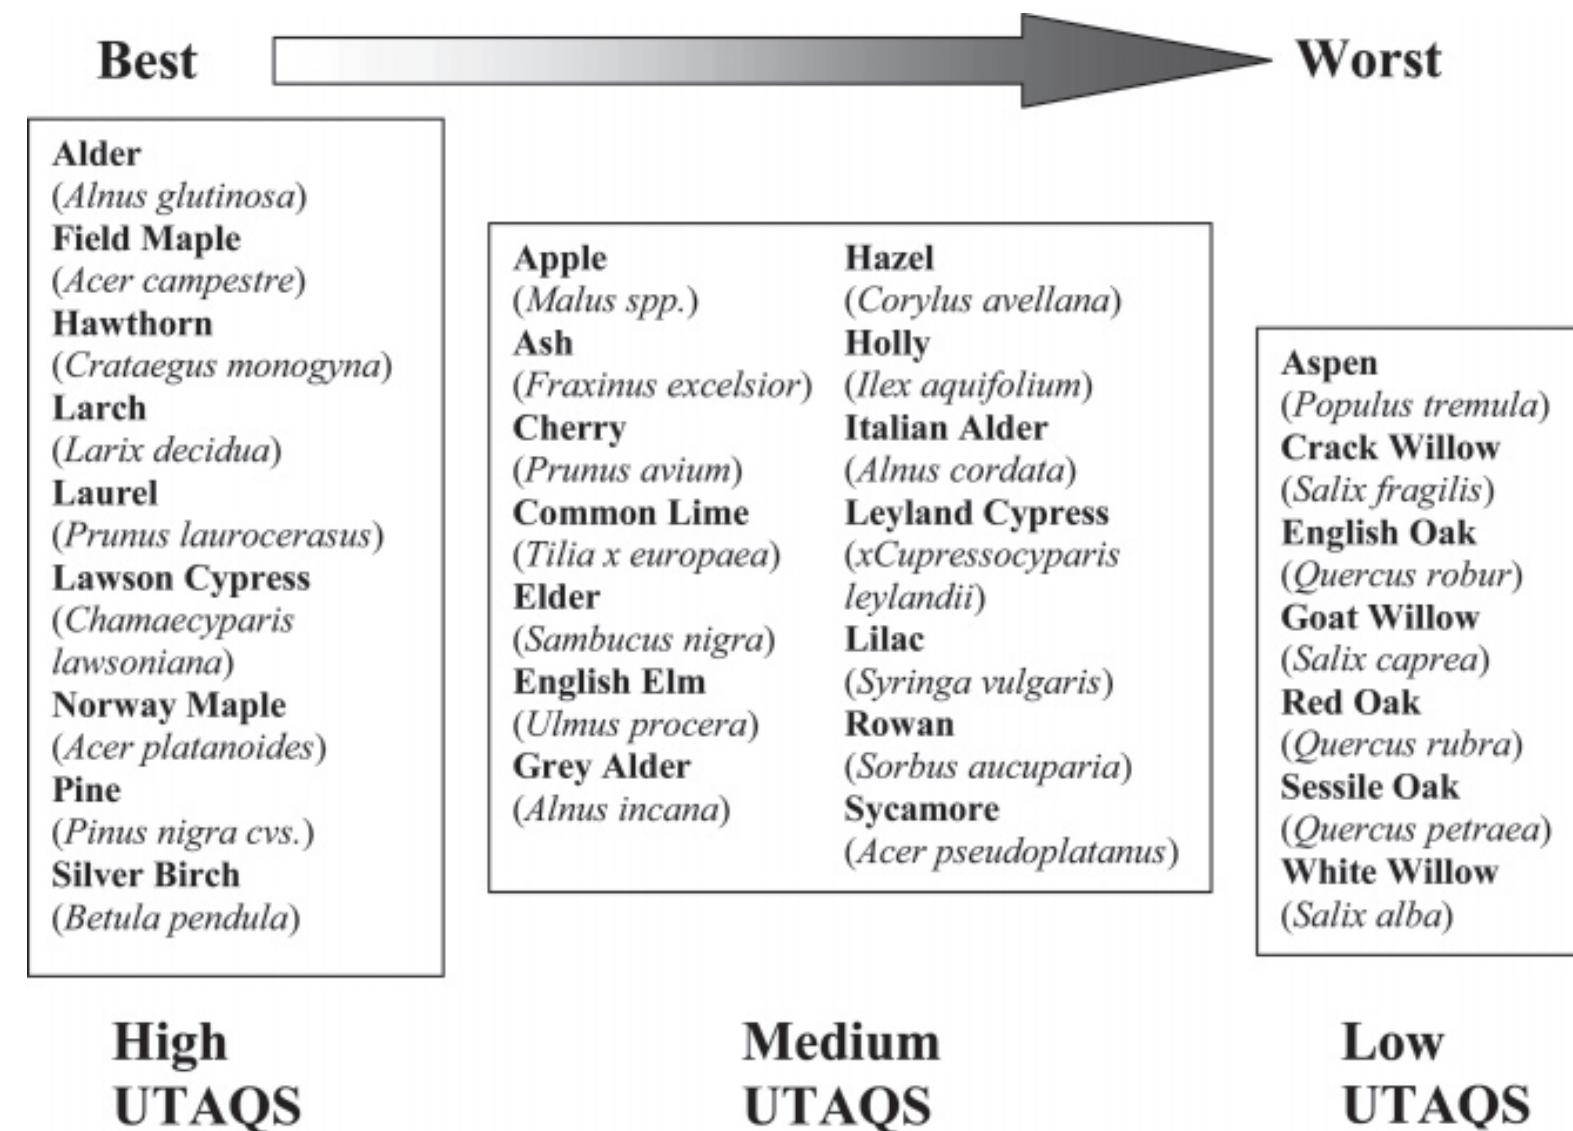 Best
Worst
Alder
(Alnus glutinosa)
Field Maple
(Acer campestre)
Hawthorn
(Crataegus monogyna)
Larch
(Larix decidua)
Laurel
(Prunus laurocerasus)
Lawson Cypress
(Chamaecyparis
lawsoniana)
Norway Maple
(Acer platanoides)
Pine
(Pinus nigra cvs.)
Silver Birch
(Betula pendula)
Apple
(Malus spp.)
Ash
(Fraxinus excelsior)
Cherry
(Prunus avium)
Common Lime
(Tilia x europaea)
Elder
(Sambucus nigra)
English Elm
(Ulmus procera)
Grey Alder
(Alnus incana)
Hazel
(Corylus avellana)
Holly
(Ilex aquifolium)
Italian Alder
(Alnus cordata)
Leyland Cypress
(xCupressocyparis
leylandii)
Lilac
(Syringa vulgaris)
Rowan
(Sorbus aucuparia)
Sycamore
(Acer pseudoplatanus)
Aspen
(Populus tremula)
Crack Willow
(Salix fragilis)
English Oak
(Quercus robur)
Goat Willow
(Salix caprea)
Red Oak
(Quercus rubra)
Sessile Oak
(Quercus petraea)
White Willow
(Salix alba)
High
UTAQS
Medium
UTAQS
Low
UTAQS